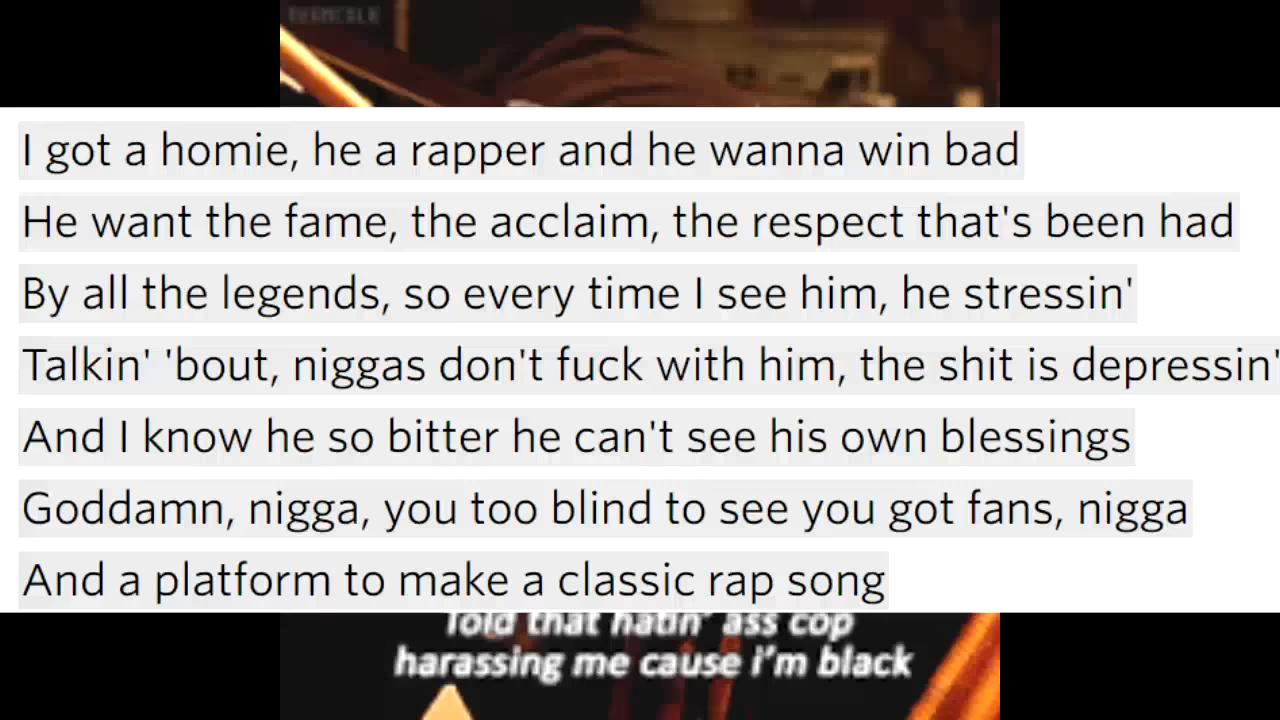 I got a homie, he a rapper and he wanna win bad
He want the fame, the acclaim, the respect that's been had
By all the legends, so every time I see him, he stressin'
Talkin' 'bout, niggas don't fuck with him, the shit is depressin'
And I know he so bitter he can't see his own blessings
Goddamn, nigga, you too blind to see you got fans, nigga
And a platform to make a classic rap song
Told that hatin' ass cop
harassing me cause i'm black